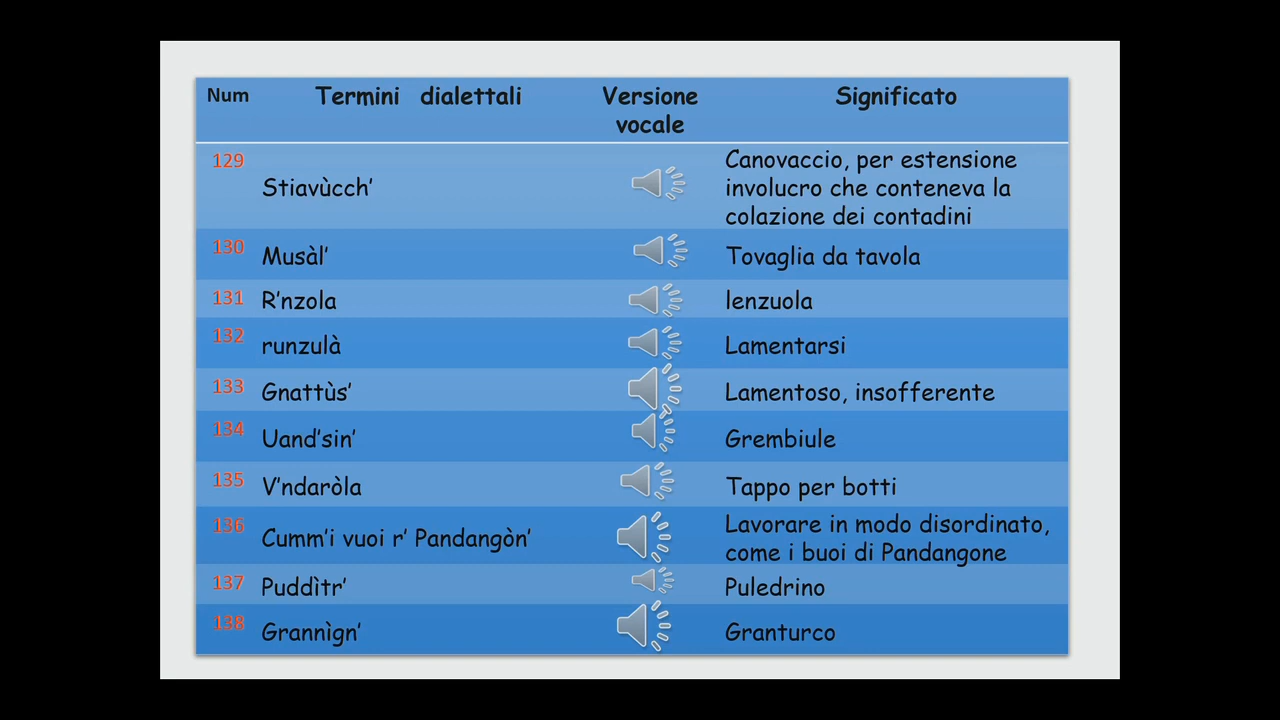 Num Termini dialettali Versione vocale Significato
129 Stiavùcch' Canovaccio, per estensione
involucro che conteneva la
colazione dei contadini
130 Musàl' Tovaglia da tavola
131 R'nzola lenzuola
132 runzulà Lamentarsi
133 Gnattùs' Lamentoso, insofferente
134 Uand'sin' Grembiule
135 V'ndaròla Tappo per botti
136 Cumm'i vuoi r' Pandangòn' Lavorare in modo disordinato,
come i buoi di Pandangone
137 Puddìtr' Puledrino
138 Grannìgn' Granturco